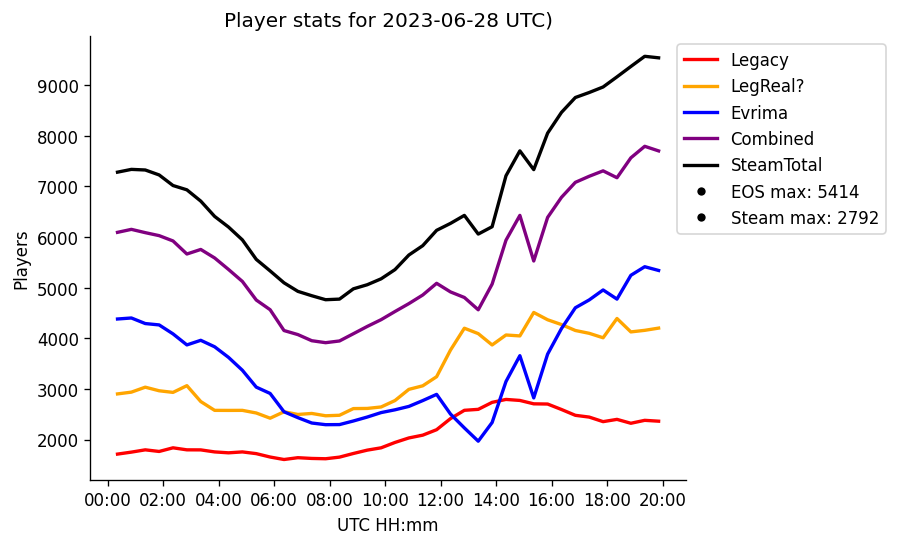 Player stats for 2023-06-28 UTC)
Legacy
LegReal?
Evrima
Combined
SteamTotal
EOS max: 5414
Steam max: 2792
Players
9000
8000
7000
6000
5000
4000
3000
2000
00:00 02:00 04:00 06:00 08:00 10:00 12:00 14:00 16:00 18:00 20:00
UTC HH:mm